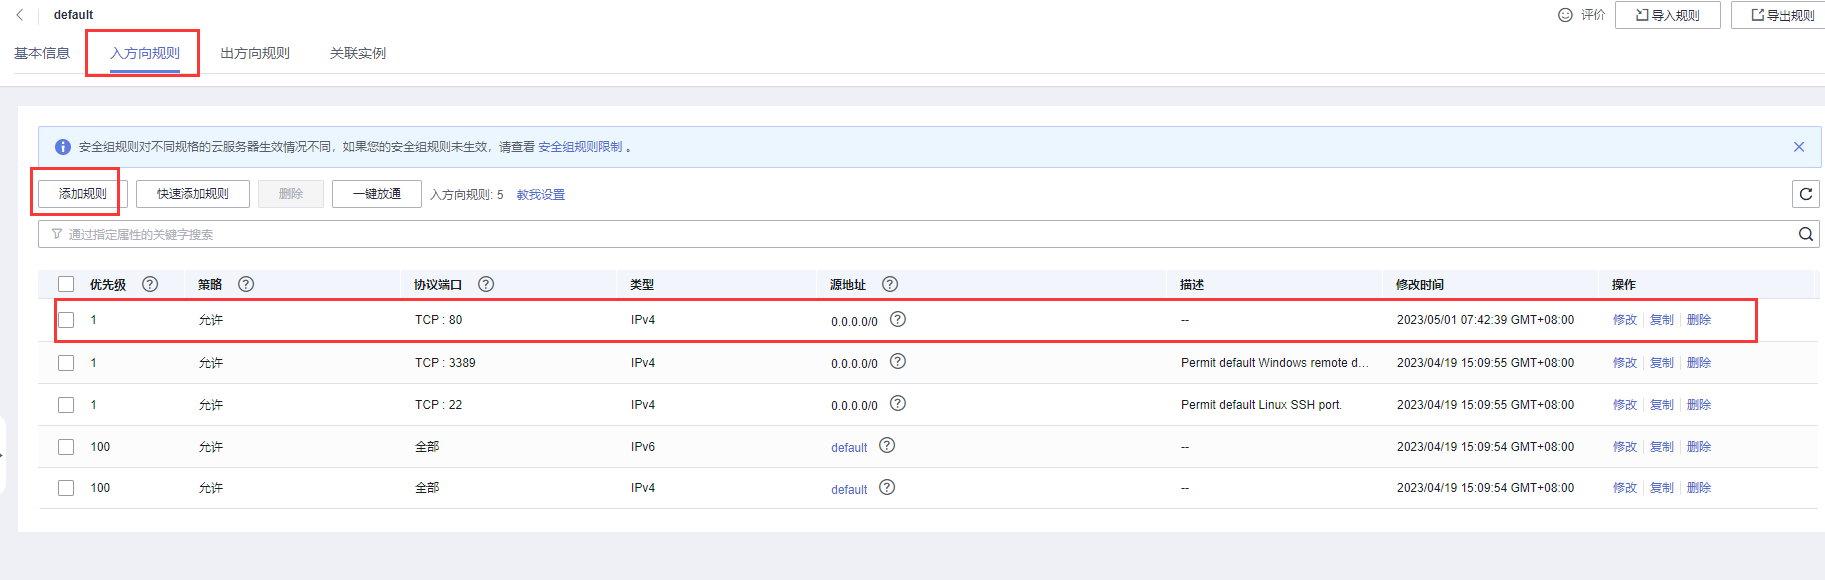 default
评价
导入规则
导出规则
基本信息
入方向规则
出方向规则
关联实例
安全组规则对不同规格的云服务器生效情况不同，如果您的安全组规则未生效，请查看 安全组规则限制 。
添加规则
快速添加规则
删除
一键放通
入方向规则: 5 教我设置
通过指定属性的关键字搜索
优先级 策略 协议端口 类型 源地址 描述 修改时间 操作
1 允许 TCP : 80 IPv4 0.0.0.0/0 -- 2023/05/01 07:42:39 GMT+08:00 修改 复制 删除
1 允许 TCP : 3389 IPv4 0.0.0.0/0 Permit default Windows remote d... 2023/04/19 15:09:55 GMT+08:00 修改 复制 删除
1 允许 TCP : 22 IPv4 0.0.0.0/0 Permit default Linux SSH port. 2023/04/19 15:09:55 GMT+08:00 修改 复制 删除
100 允许 全部 IPv6 default -- 2023/04/19 15:09:54 GMT+08:00 修改 复制 删除
100 允许 全部 IPv4 default -- 2023/04/19 15:09:54 GMT+08:00 修改 复制 删除